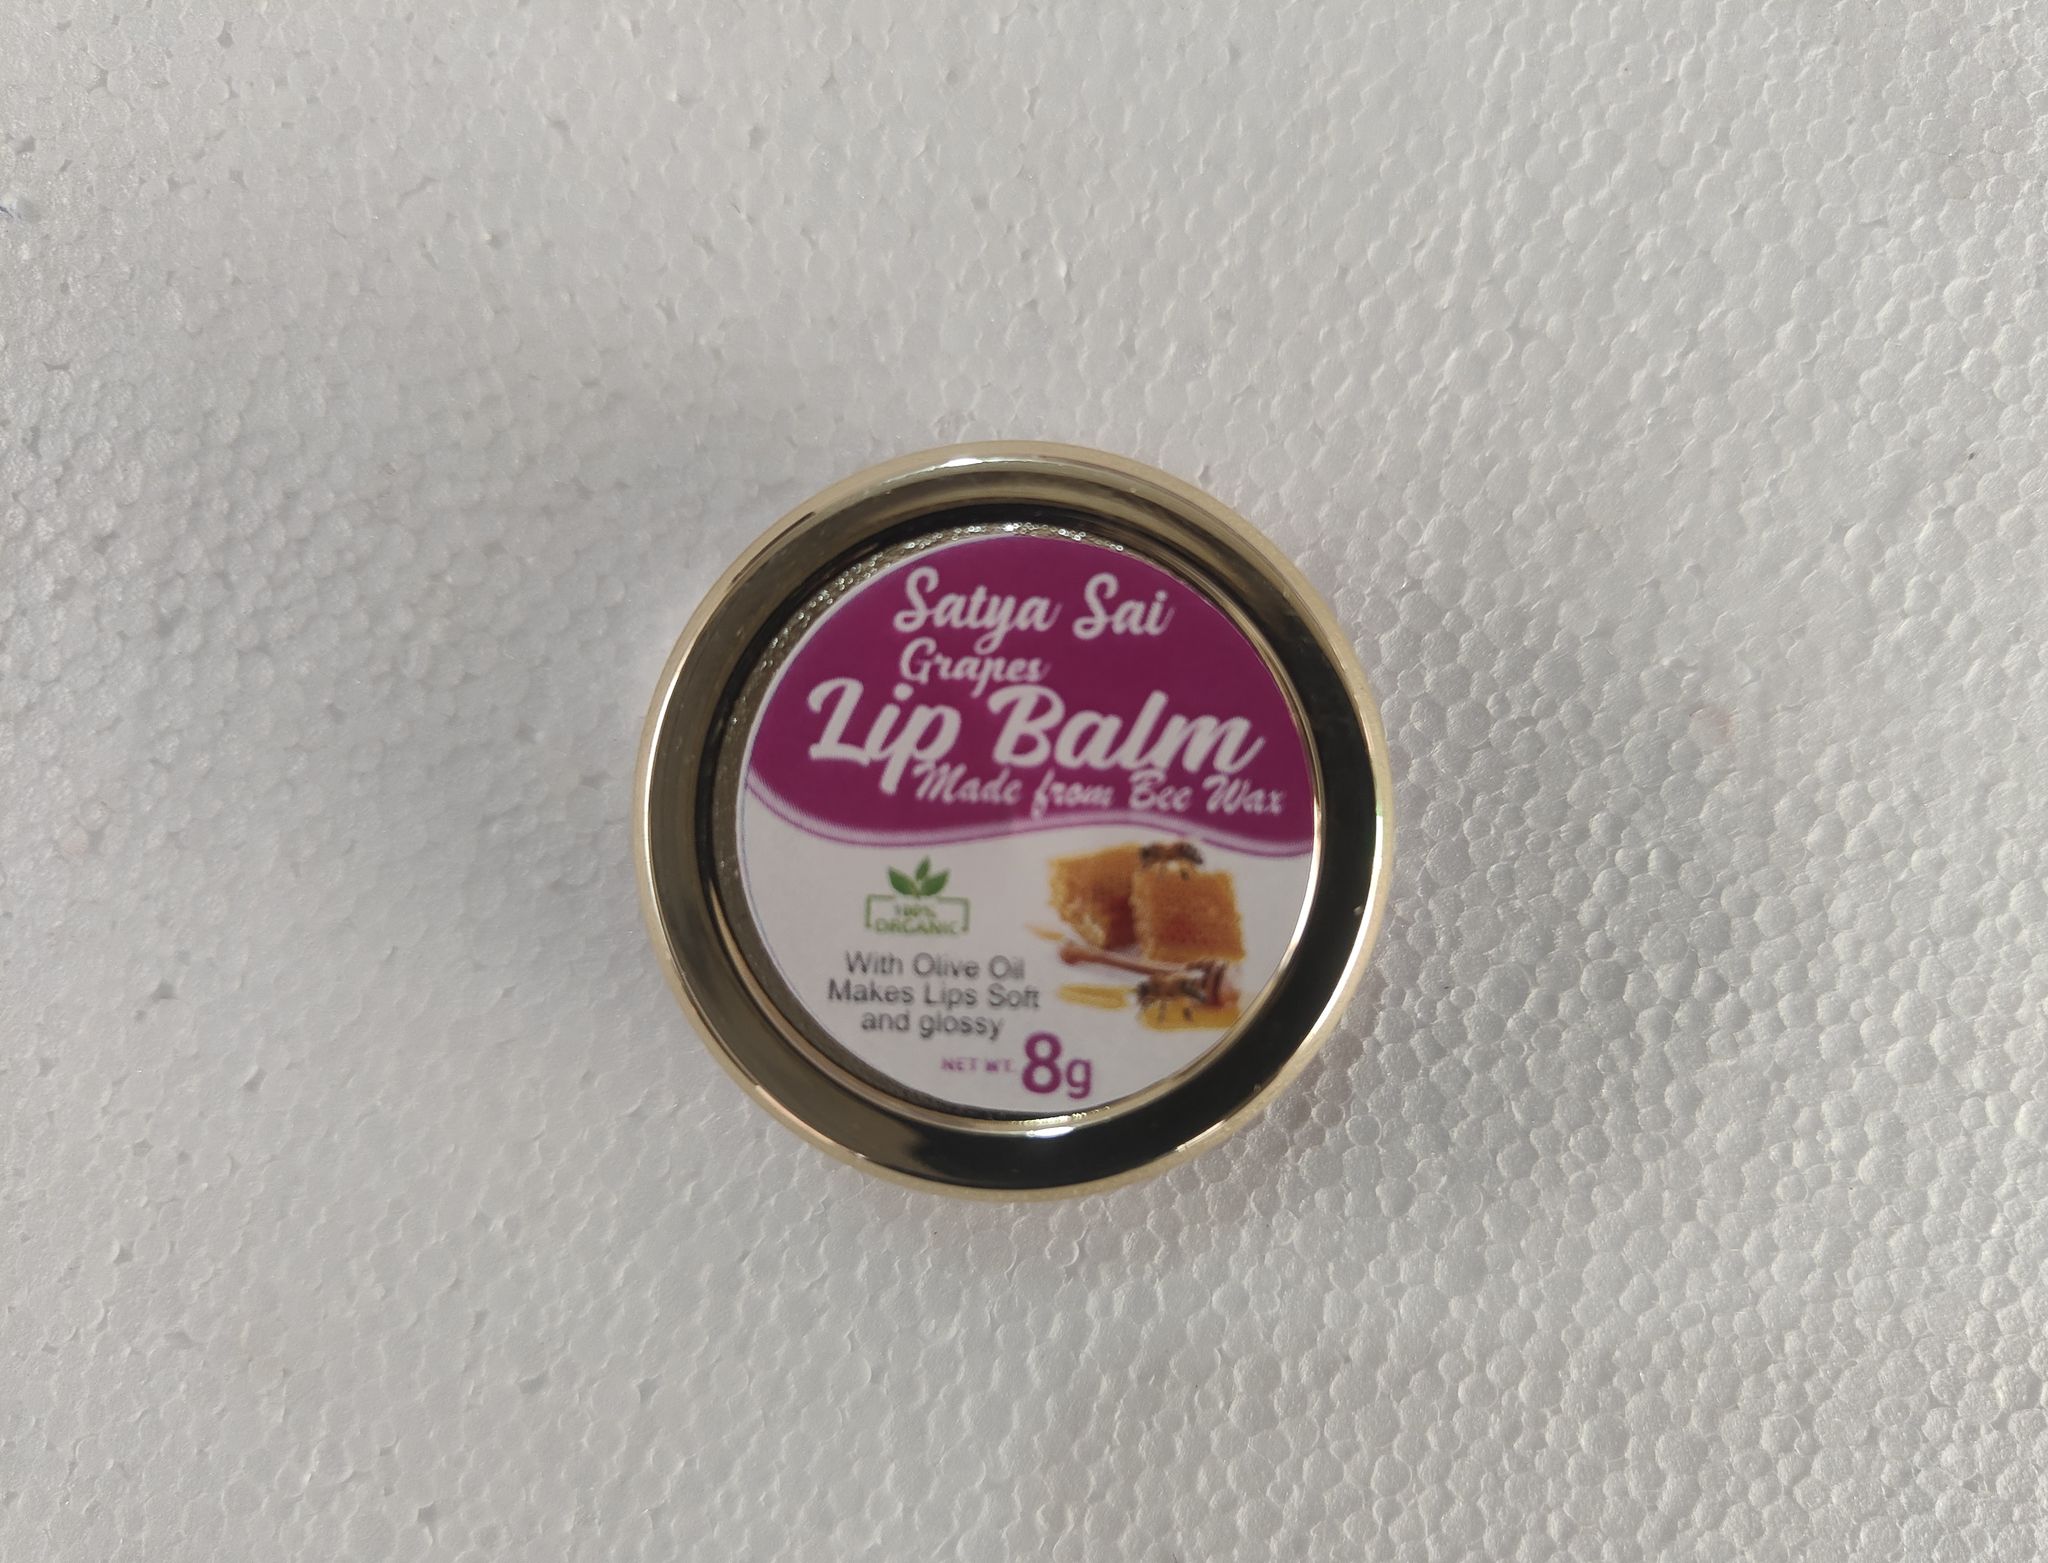 Satya Sai
Grapes
Lip Balm
Made from Bee Wax
100%
ORGANIC
With Olive Oil
Makes Lips Soft
and glossy
NET WT. 8g